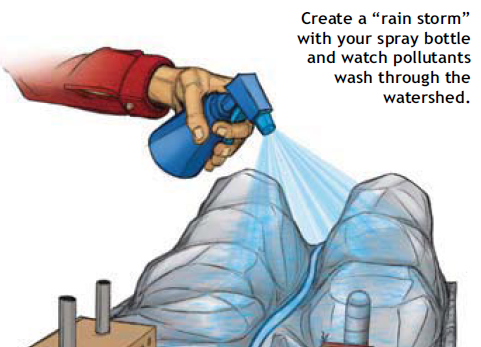 Create a “rain storm”
with your spray bottle
and watch pollutants
wash through the
watershed.